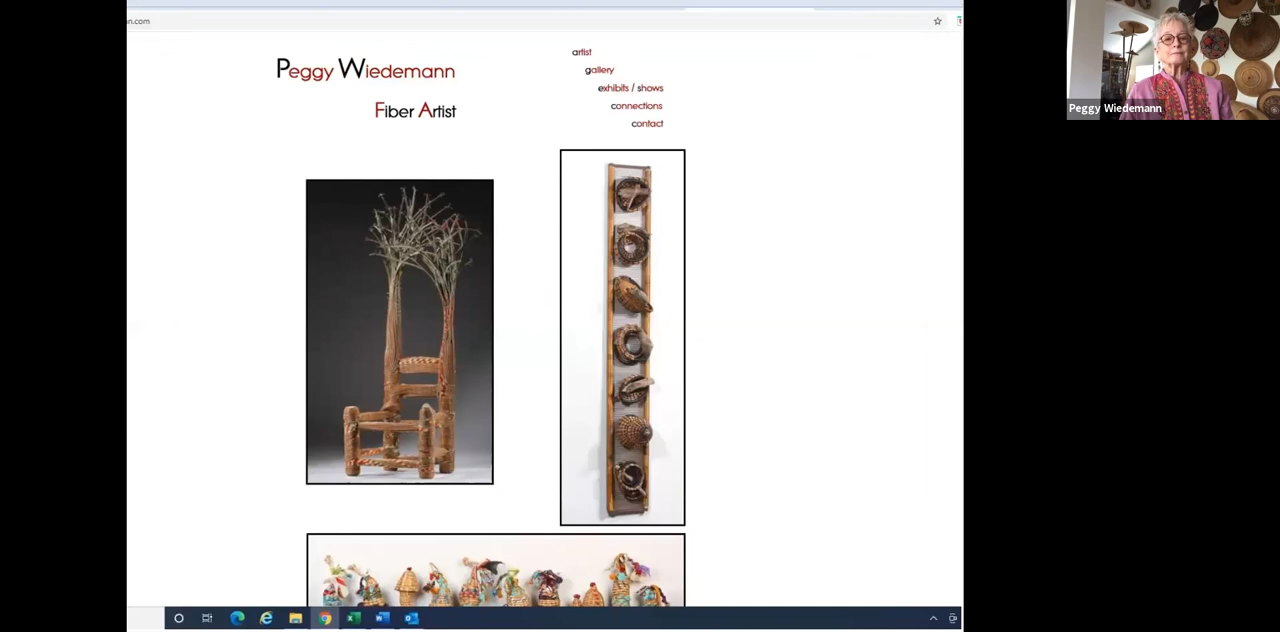 n.com
Peggy Wiedemann
Fiber Artist
artist
gallery
exhibits / shows
connections
contact
Peggy Wiedemann